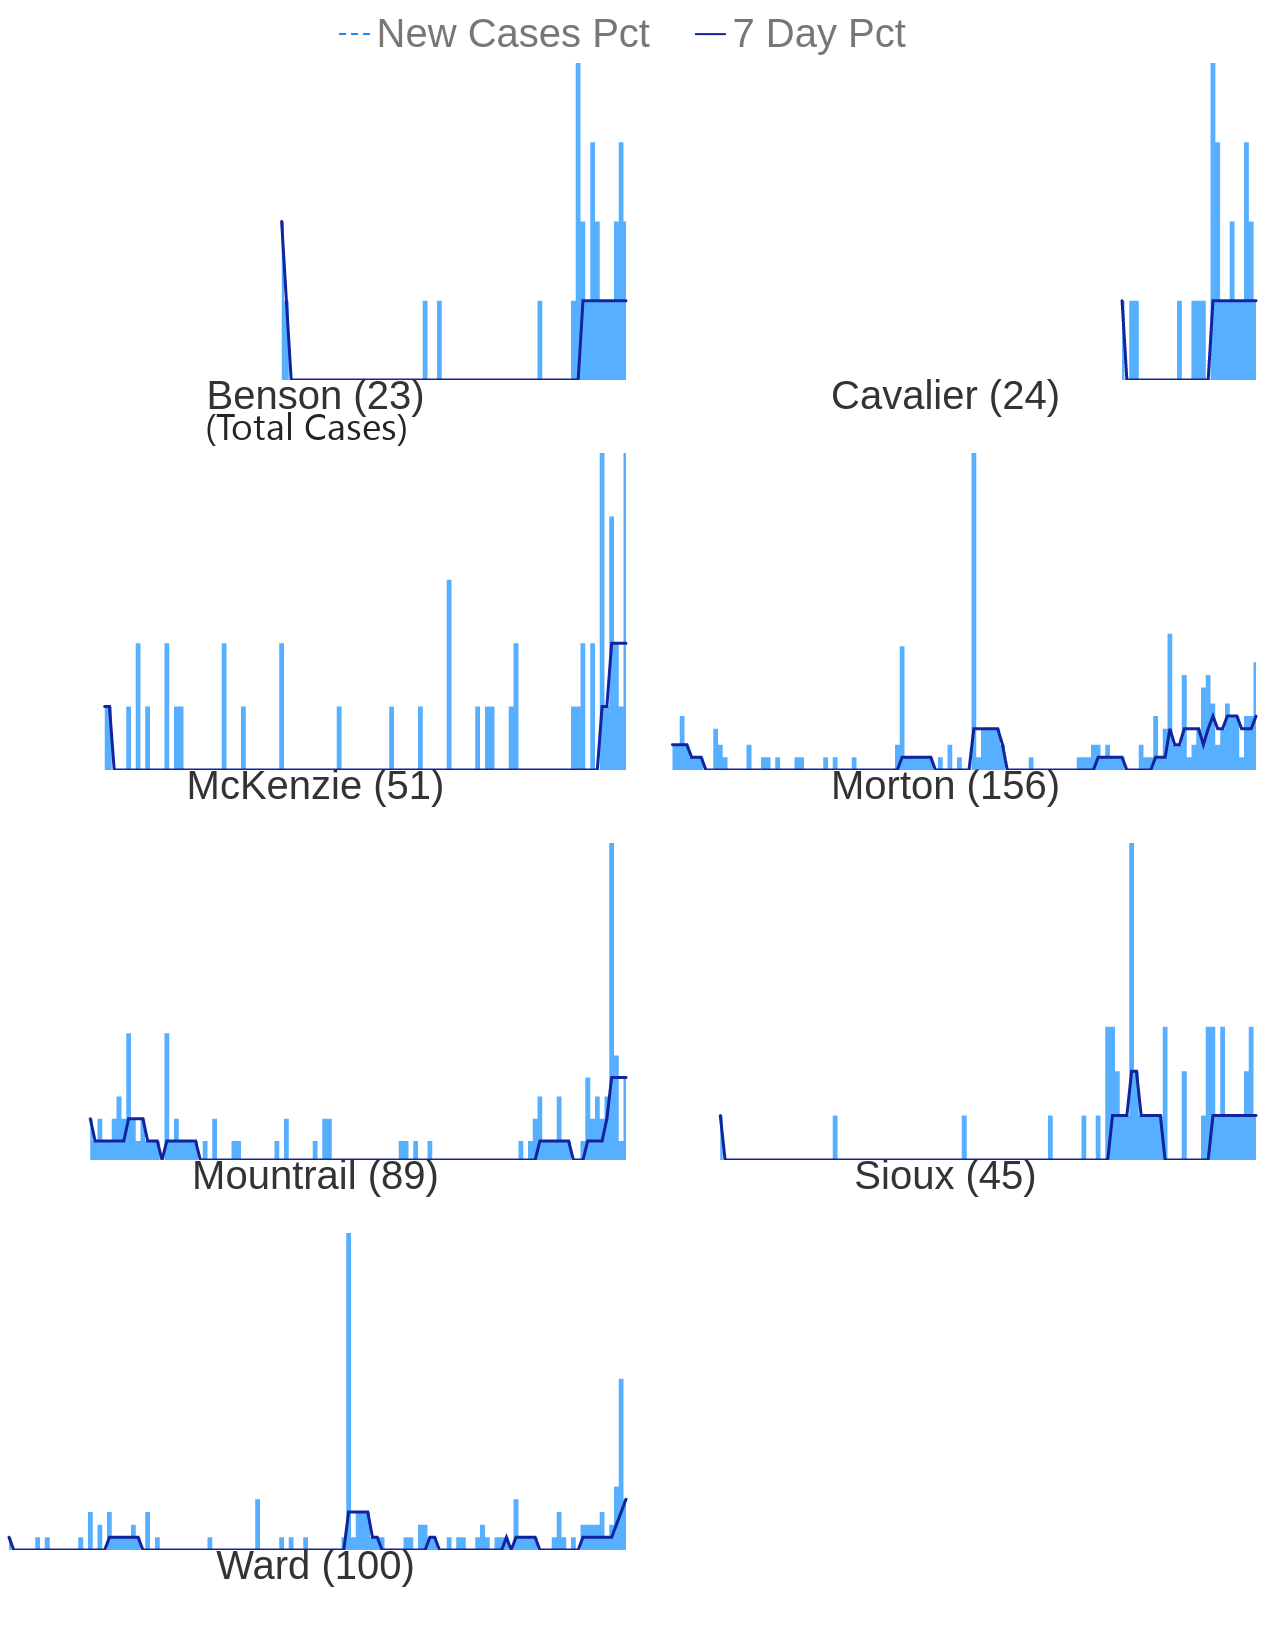 New Cases Pct 7 Day Pct
Benson (23) Cavalier (24)
(Total Cases)
McKenzie (51) Morton (156)
Mountrail (89) Sioux (45)
Ward (100)